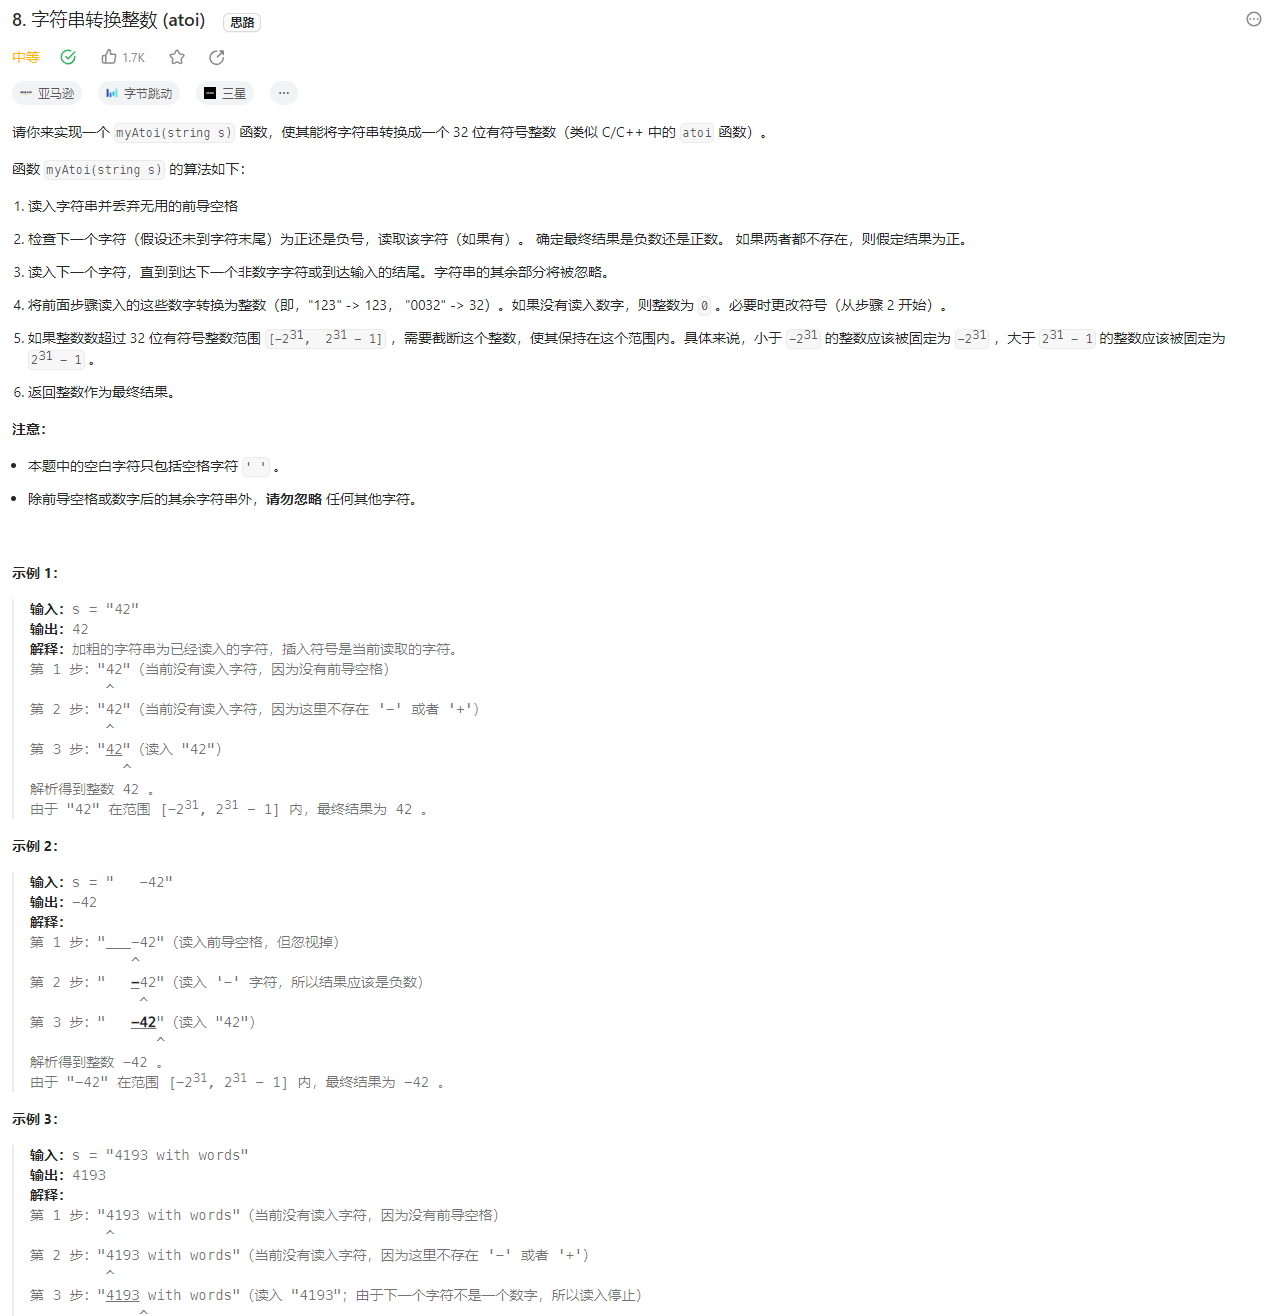 8. 字符串转换整数 (atoi) 思路
中等 1.7K
亚马逊 字节跳动 三星 ···
请你来实现一个 myAtoi(string s) 函数，使其能将字符串转换成一个 32 位有符号整数（类似 C/C++ 中的 atoi 函数）。
函数 myAtoi(string s) 的算法如下：
1. 读入字符串并丢弃无用的前导空格
2. 检查下一个字符（假设还未到字符末尾）为正还是负号，读取该字符（如果有）。 确定最终结果是负数还是正数。 如果两者都不存在，则假定结果为正。
3. 读入下一个字符，直到到达下一个非数字字符或到达输入的结尾。字符串的其余部分将被忽略。
4. 将前面步骤读入的这些数字转换为整数（即，"123" -> 123， "0032" -> 32）。如果没有读入数字，则整数为 0 。必要时更改符号（从步骤 2 开始）。
5. 如果整数数超过 32 位有符号整数范围 [−2³¹,  2³¹ − 1] ，需要截断这个整数，使其保持在这个范围内。具体来说，小于 −2³¹ 的整数应该被固定为 −2³¹ ，大于 2³¹ − 1 的整数应该被固定为
2³¹ − 1 。
6. 返回整数作为最终结果。
注意：
• 本题中的空白字符只包括空格字符 ' ' 。
• 除前导空格或数字后的其余字符串外，请勿忽略 任何其他字符。
示例 1：
输入：s = "42"
输出：42
解释：加粗的字符串为已经读入的字符，插入符号是当前读取的字符。
第 1 步："42"（当前没有读入字符，因为没有前导空格）
^
第 2 步："42"（当前没有读入字符，因为这里不存在 '-' 或者 '+'）
^
第 3 步："42"（读入 "42"）
^
解析得到整数 42 。
由于 "42" 在范围 [-2³¹, 2³¹ - 1] 内，最终结果为 42 。
示例 2：
输入：s = "   -42"
输出：-42
解释：
第 1 步："   -42"（读入前导空格，但忽视掉）
^
第 2 步："   -42"（读入 '-' 字符，所以结果应该是负数）
^
第 3 步："   -42"（读入 "42"）
^
解析得到整数 -42 。
由于 "-42" 在范围 [-2³¹, 2³¹ - 1] 内，最终结果为 -42 。
示例 3：
输入：s = "4193 with words"
输出：4193
解释：
第 1 步："4193 with words"（当前没有读入字符，因为没有前导空格）
^
第 2 步："4193 with words"（当前没有读入字符，因为这里不存在 '-' 或者 '+'）
^
第 3 步："4193 with words"（读入 "4193"；由于下一个字符不是一个数字，所以读入停止）
^